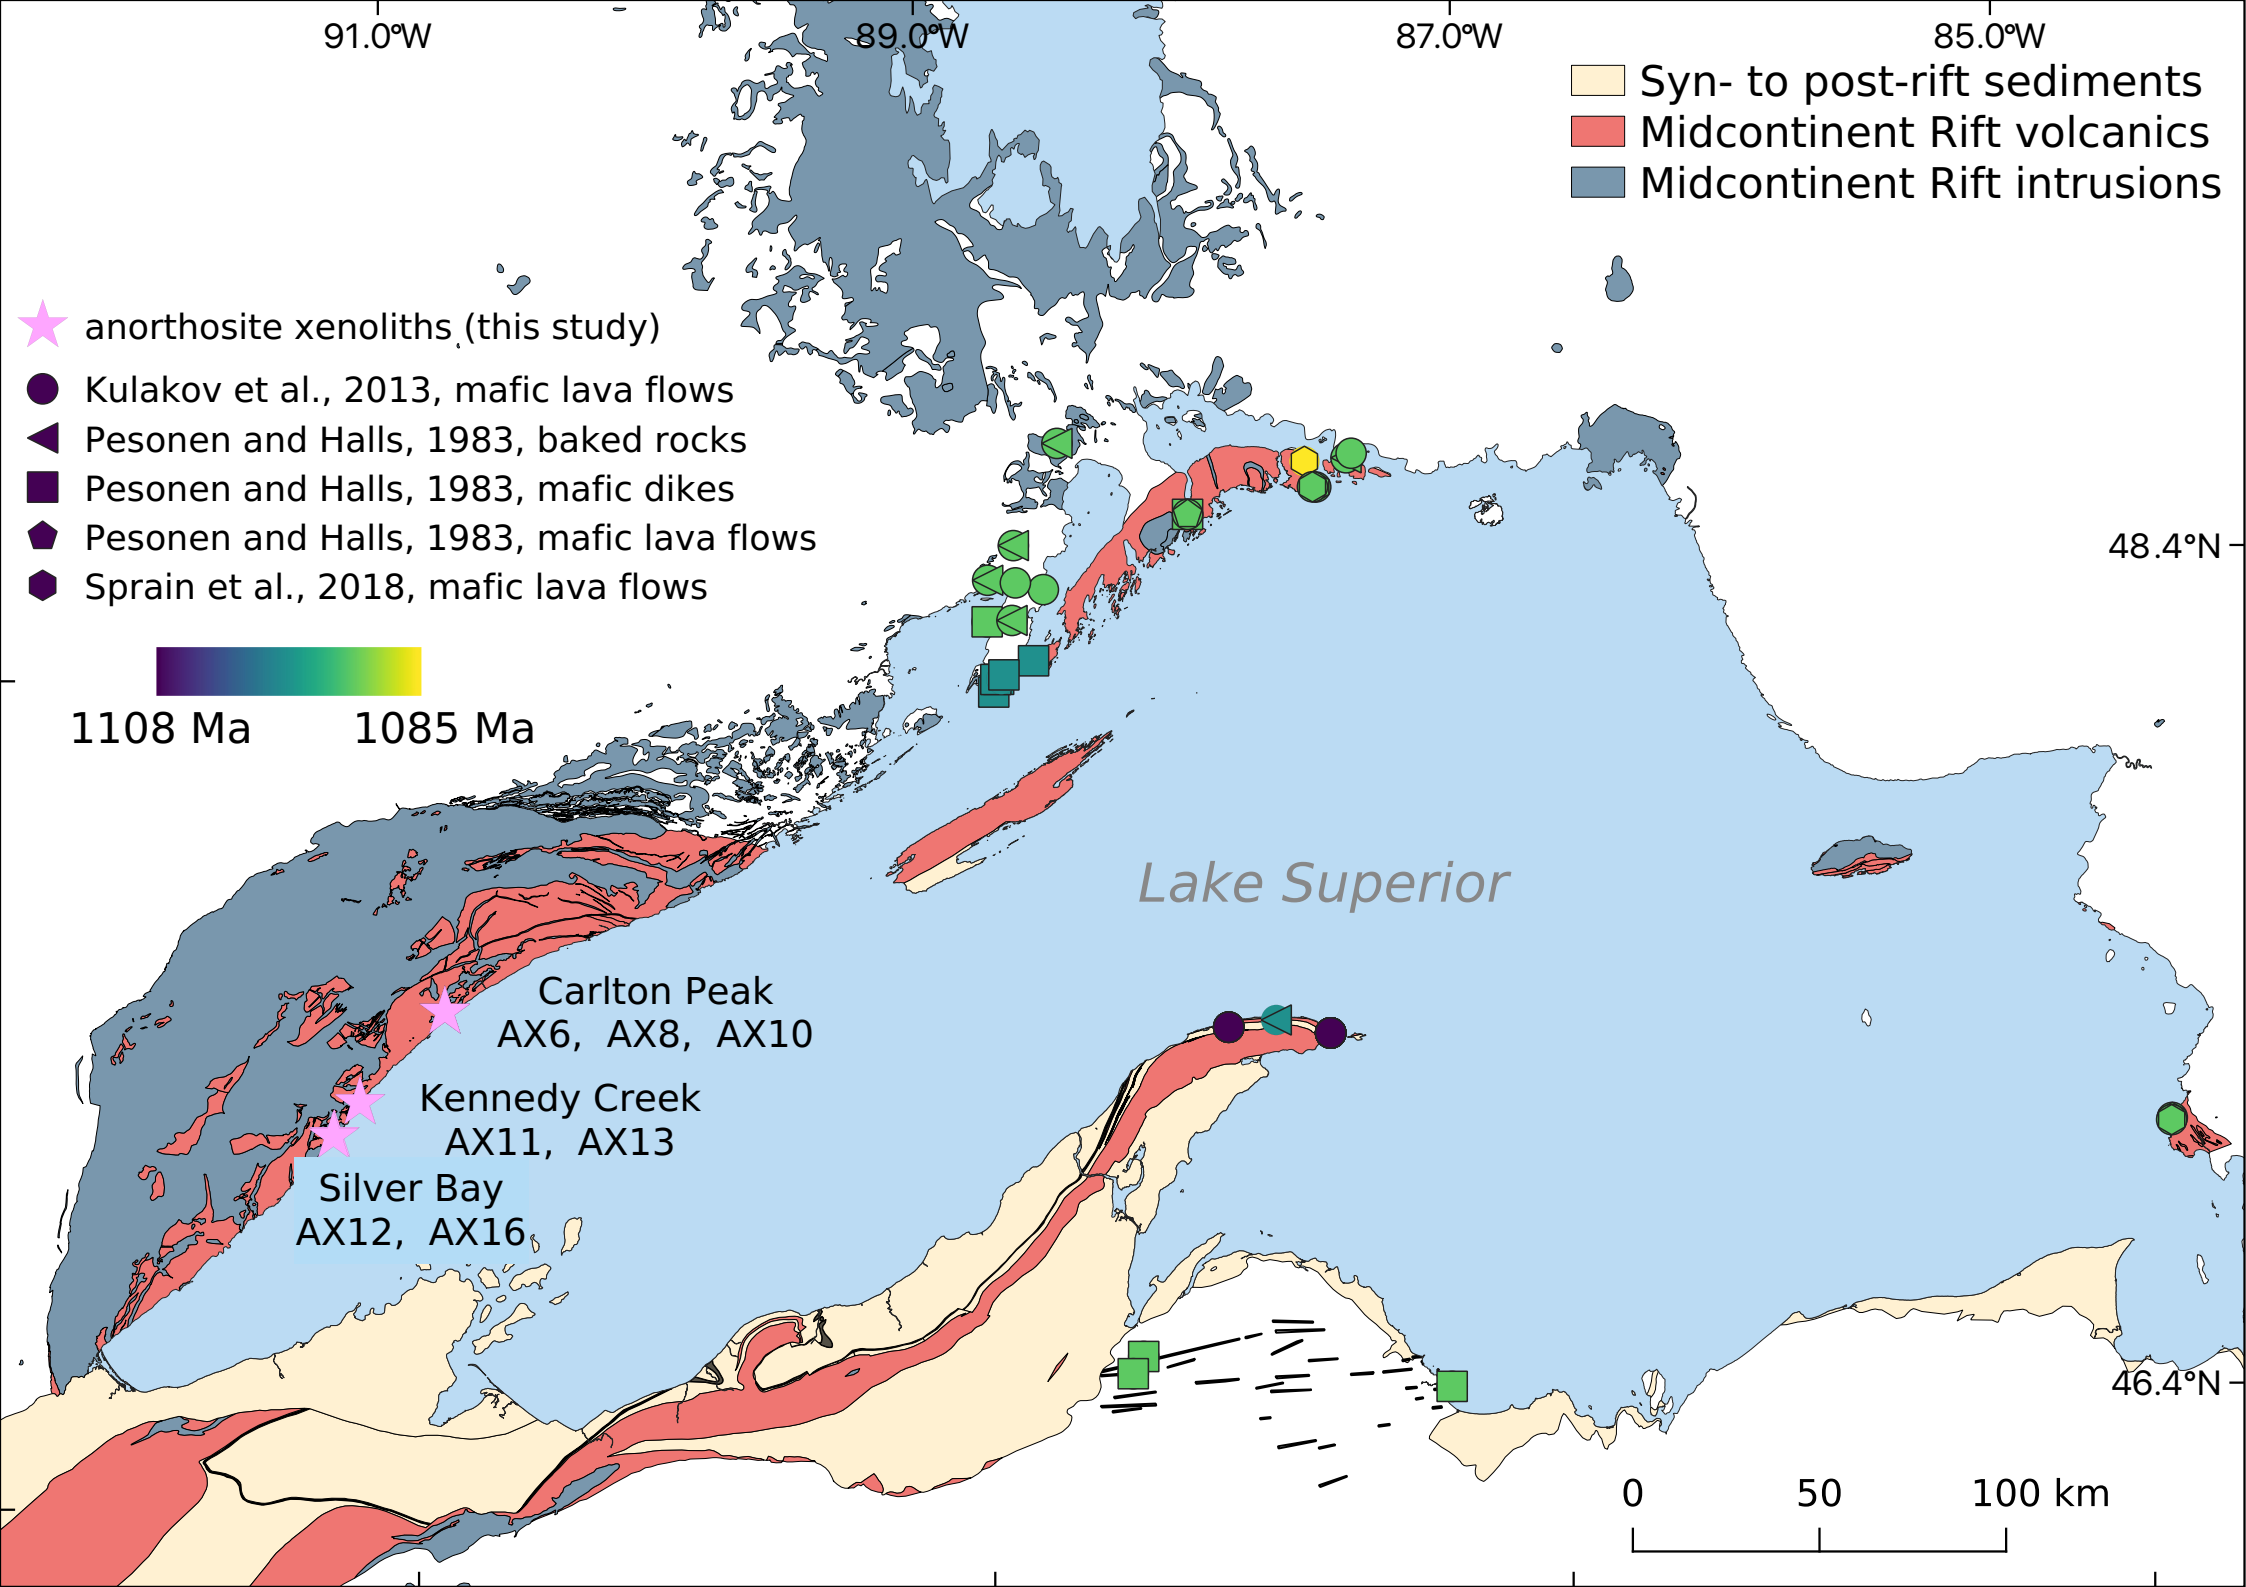 91.0°W
89.0°W
87.0°W
85.0°W
Syn- to post-rift sediments
Midcontinent Rift volcanics
Midcontinent Rift intrusions
anorthosite xenoliths (this study)
Kulakov et al., 2013, mafic lava flows
Pesonen and Halls, 1983, baked rocks
Pesonen and Halls, 1983, mafic dikes
Pesonen and Halls, 1983, mafic lava flows
Sprain et al., 2018, mafic lava flows
1108 Ma
1085 Ma
48.4°N
Lake Superior
Carlton Peak
AX6, AX8, AX10
Kennedy Creek
AX11, AX13
Silver Bay
AX12, AX16
46.4°N
0
50
100 km